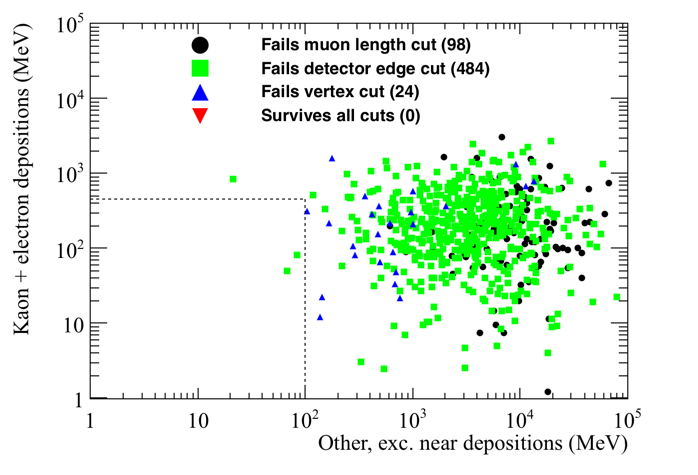 Kaon + electron depositions (MeV)
10^5
10^4
10^3
10^2
10
1
Fails muon length cut (98)
Fails detector edge cut (484)
Fails vertex cut (24)
Survives all cuts (0)
1 10 10^2 10^3 10^4 10^5
Other, exc. near depositions (MeV)